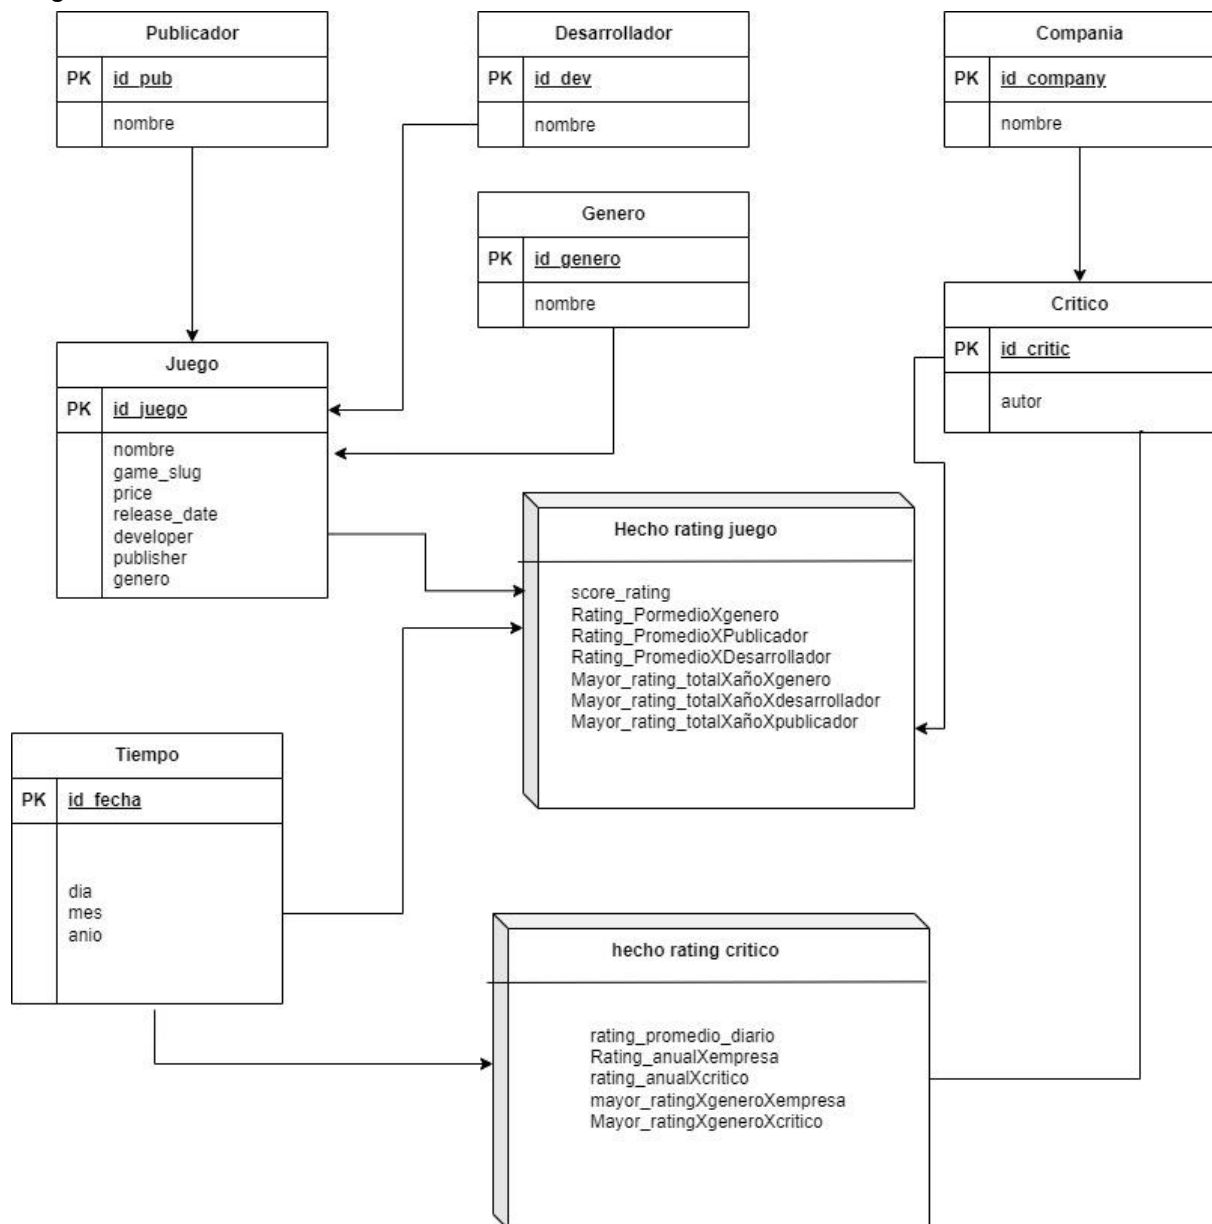 Publicador
PK id_pub
nombre
Desarrollador
PK id_dev
nombre
Compania
PK id_company
nombre
Genero
PK id_genero
nombre
Critico
PK id_critic
autor
Juego
PK id_juego
nombre
game_slug
price
release_date
developer
publisher
genero
Hecho rating juego
score_rating
Rating_PormedioXgenero
Rating_PromedioXPublicador
Rating_PromedioXDesarrollador
Mayor_rating_totalXañoXgenero
Mayor_rating_totalXañoXdesarrollador
Mayor_rating_totalXañoXpublicador
Tiempo
PK id_fecha
dia
mes
anio
hecho rating critico
rating_promedio_diario
Rating_anualXempresa
rating_anualXcritico
mayor_ratingXgeneroXempresa
Mayor_ratingXgeneroXcritico